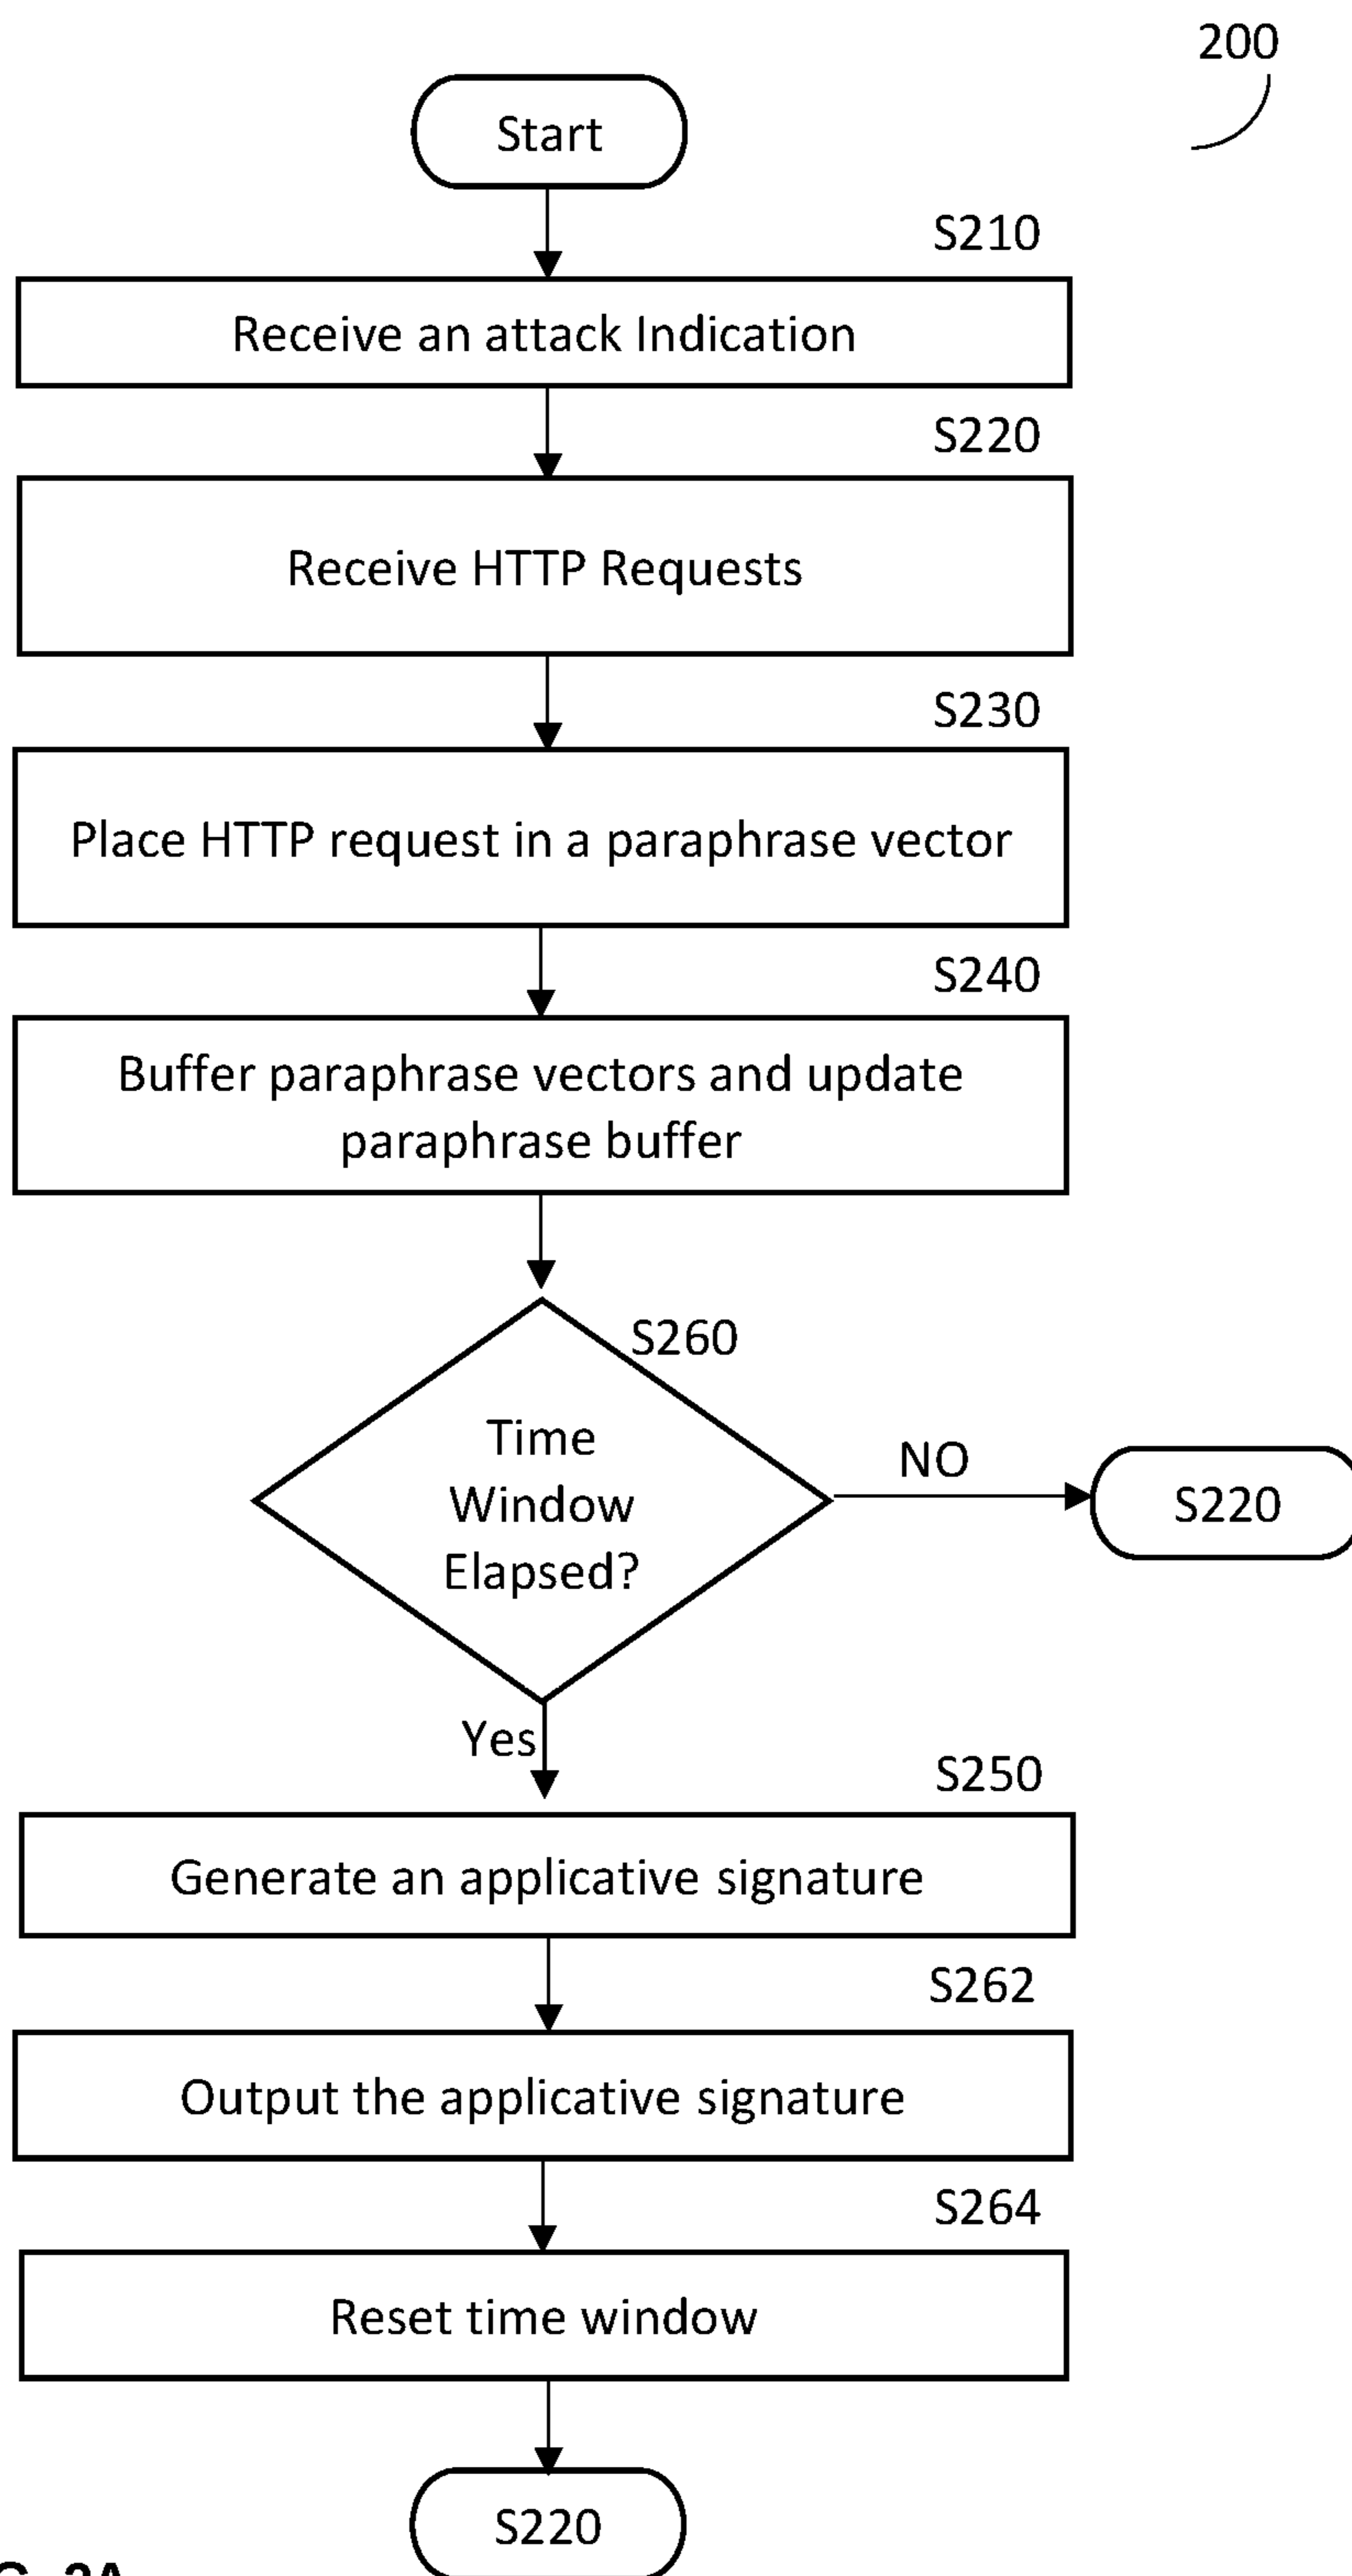 200
Start
S210
Receive an attack Indication
S220
Receive HTTP Requests
S230
Place HTTP request in a paraphrase vector
S240
Buffer paraphrase vectors and update
paraphrase buffer
S260
Time
Window
Elapsed?
NO
S220
Yes
S250
Generate an applicative signature
S262
Output the applicative signature
S264
Reset time window
S220